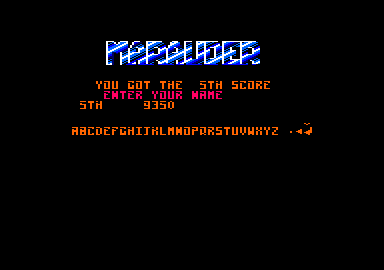 MARAUDER
YOU GOT THE 5TH SCORE
ENTER YOUR NAME
5TH 9350
ABCDEFGHIJKLMNOPQRSTUVWXYZ .